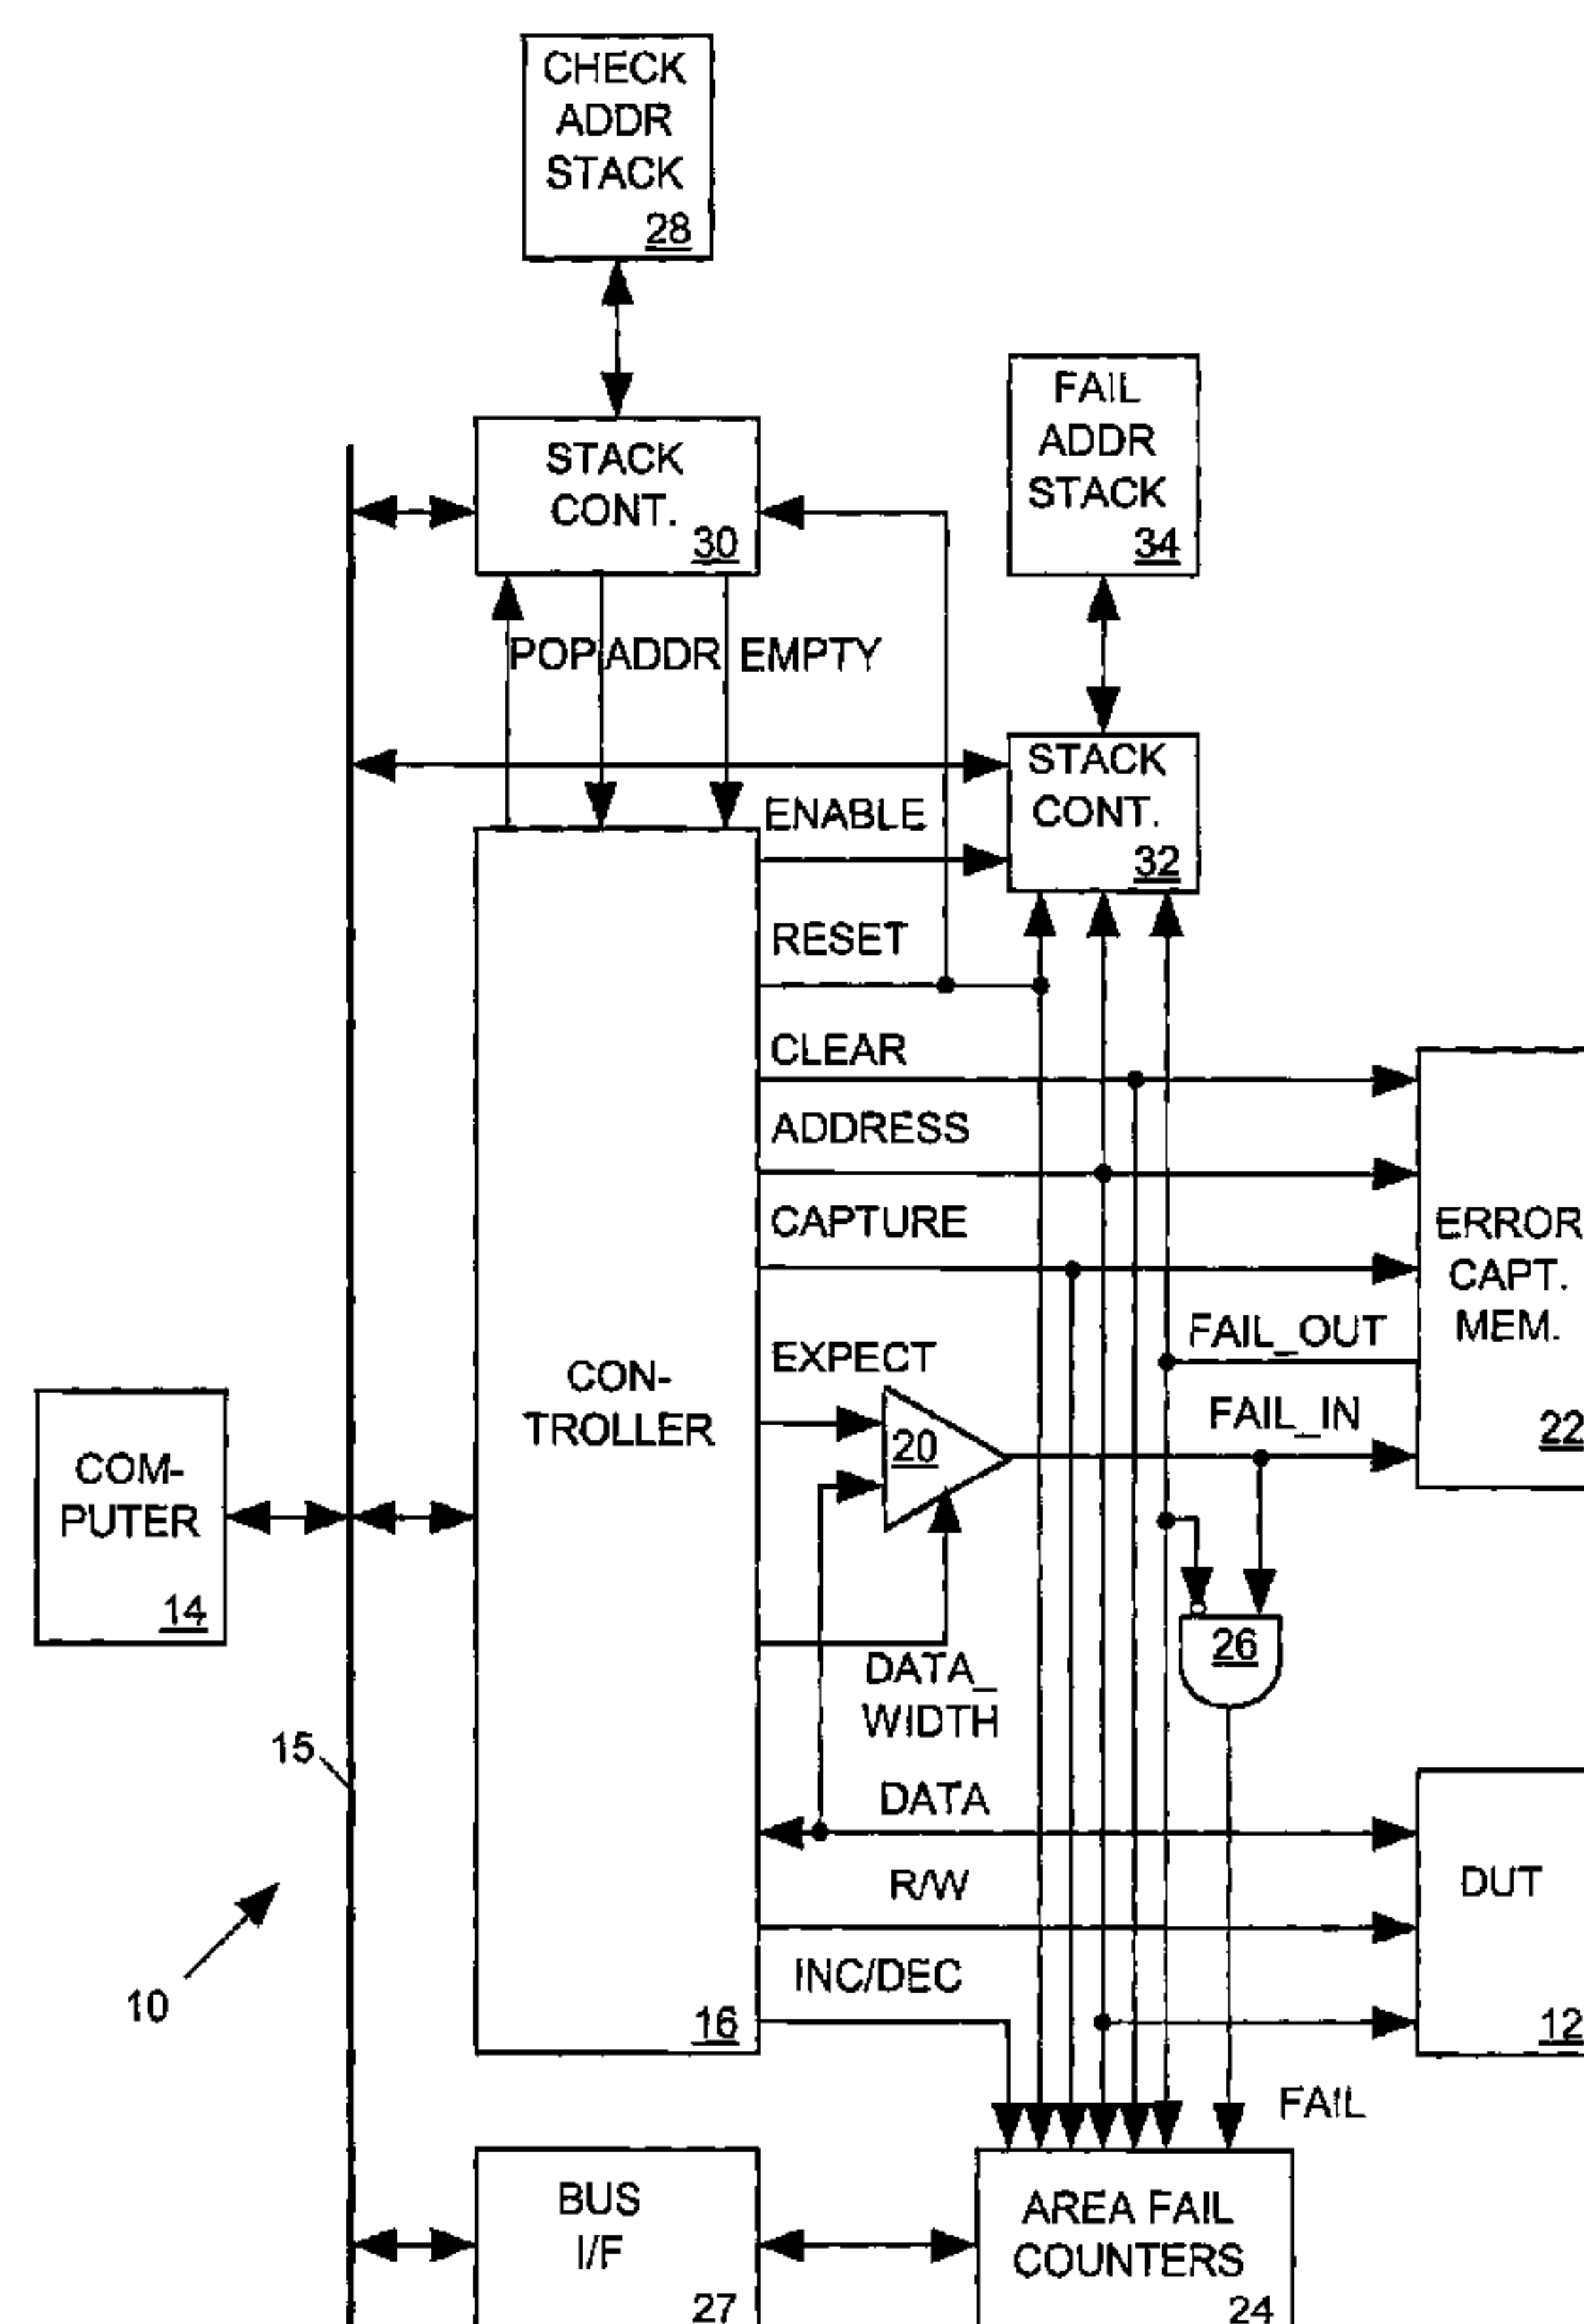 CHECK
ADDR
STACK
28
STACK
CONT.
30
FAIL
ADDR
STACK
34
POP ADDR EMPTY
STACK
CONT.
32
ENABLE
RESET
CLEAR
ADDRESS
CAPTURE
ERROR
CAPT.
MEM.
22
FAIL_OUT
EXPECT
FAIL_IN
20
CON-
TROLLER
16
COM-
PUTER
14
26
DATA_
WIDTH
15
DATA
R/W
DUT
12
INC/DEC
10
FAIL
BUS
I/F
27
AREA FAIL
COUNTERS
24